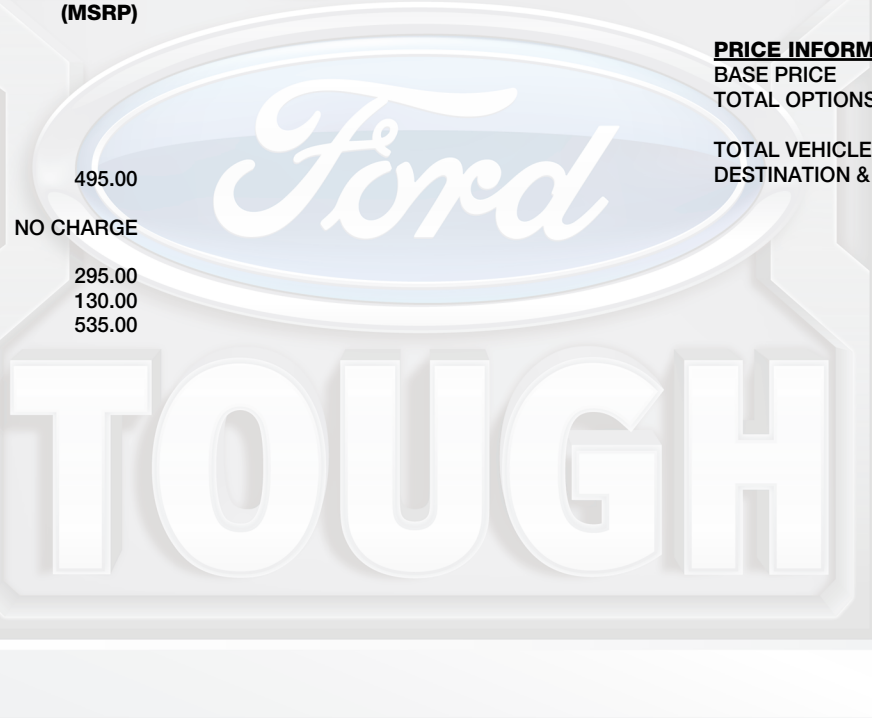 (MSRP)
PRICE INFORM
BASE PRICE
TOTAL OPTIONS
TOTAL VEHICLE
DESTINATION &
495.00
NO CHARGE
295.00
130.00
535.00
Ford
TOUGH